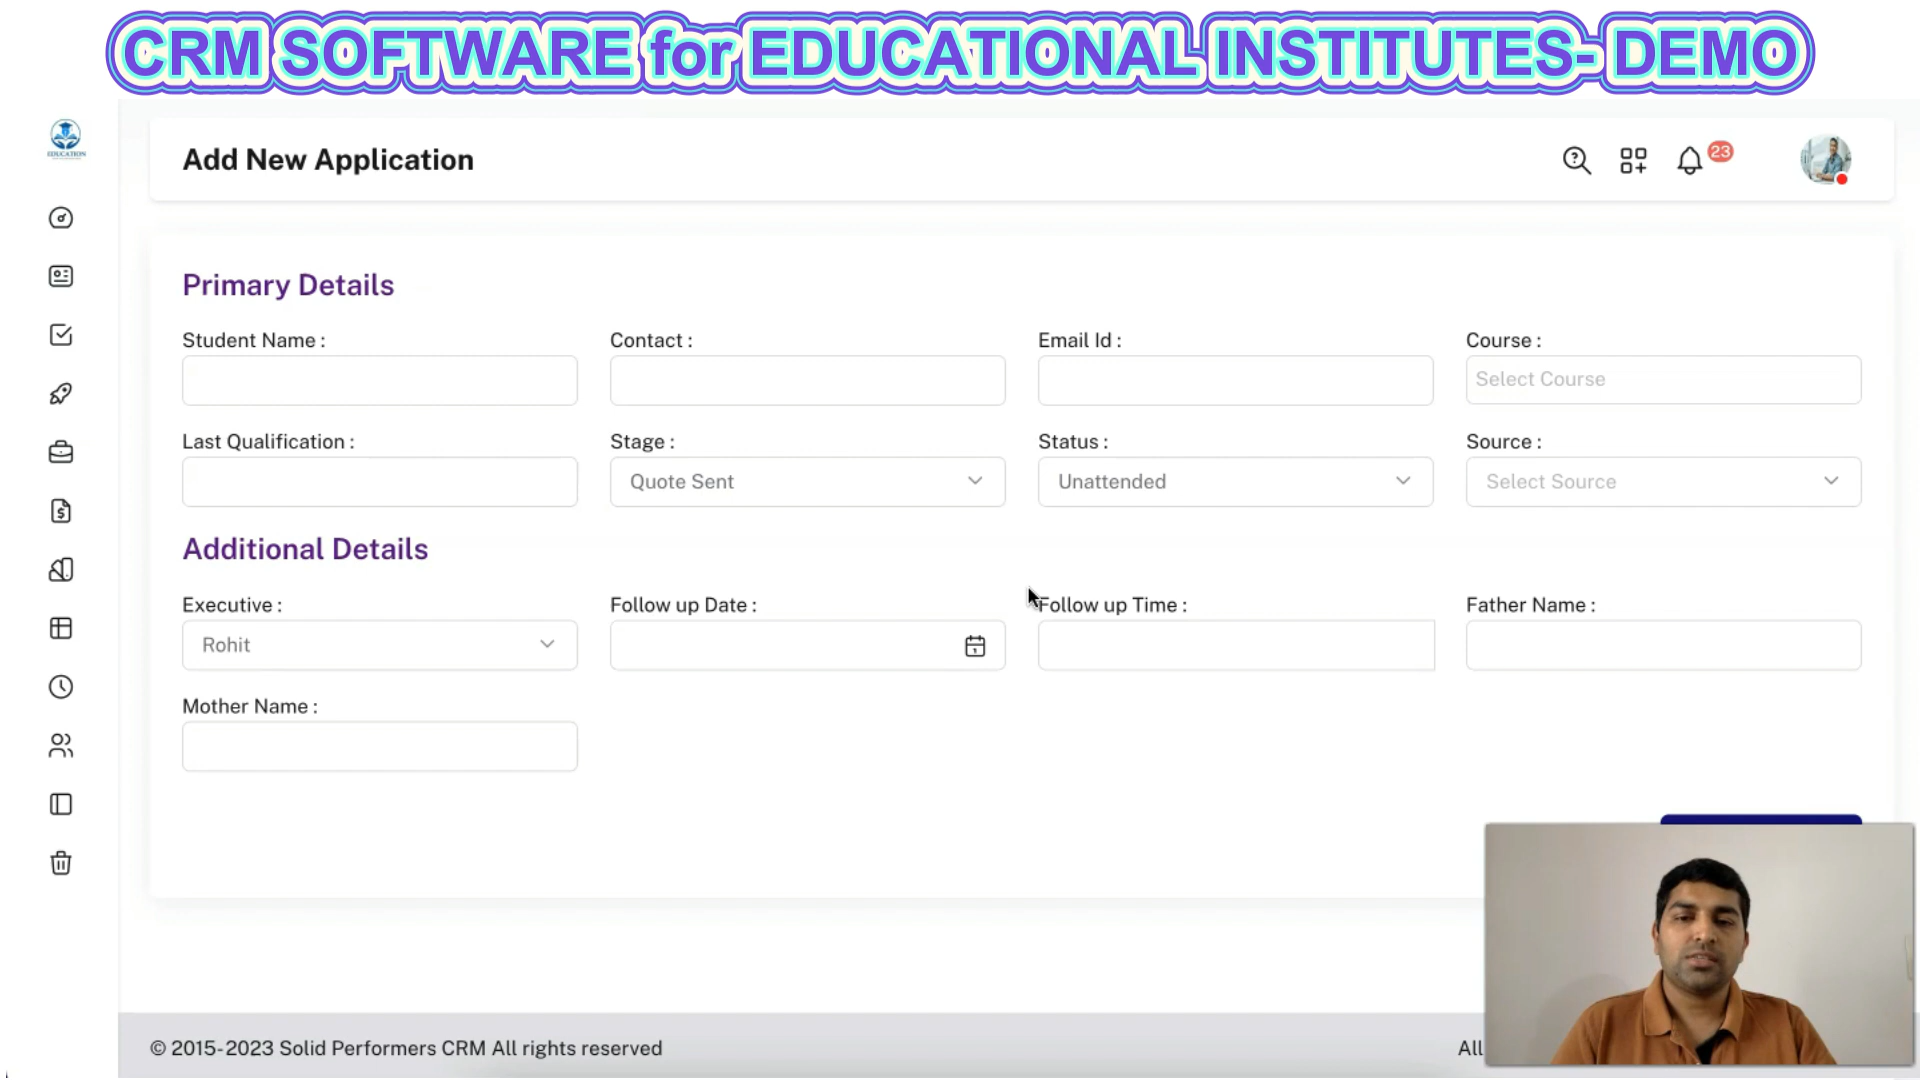 CRM SOFTWARE for EDUCATIONAL INSTITUTES- DEMO
EDUCATION
Add New Application
23
Primary Details
Student Name :
Contact :
Email Id :
Course :
Select Course
Last Qualification :
Stage :
Status :
Source :
Quote Sent
Unattended
Select Source
Additional Details
Executive :
Follow up Date :
Follow up Time :
Father Name :
Rohit
Mother Name :
© 2015-2023 Solid Performers CRM All rights reserved
All